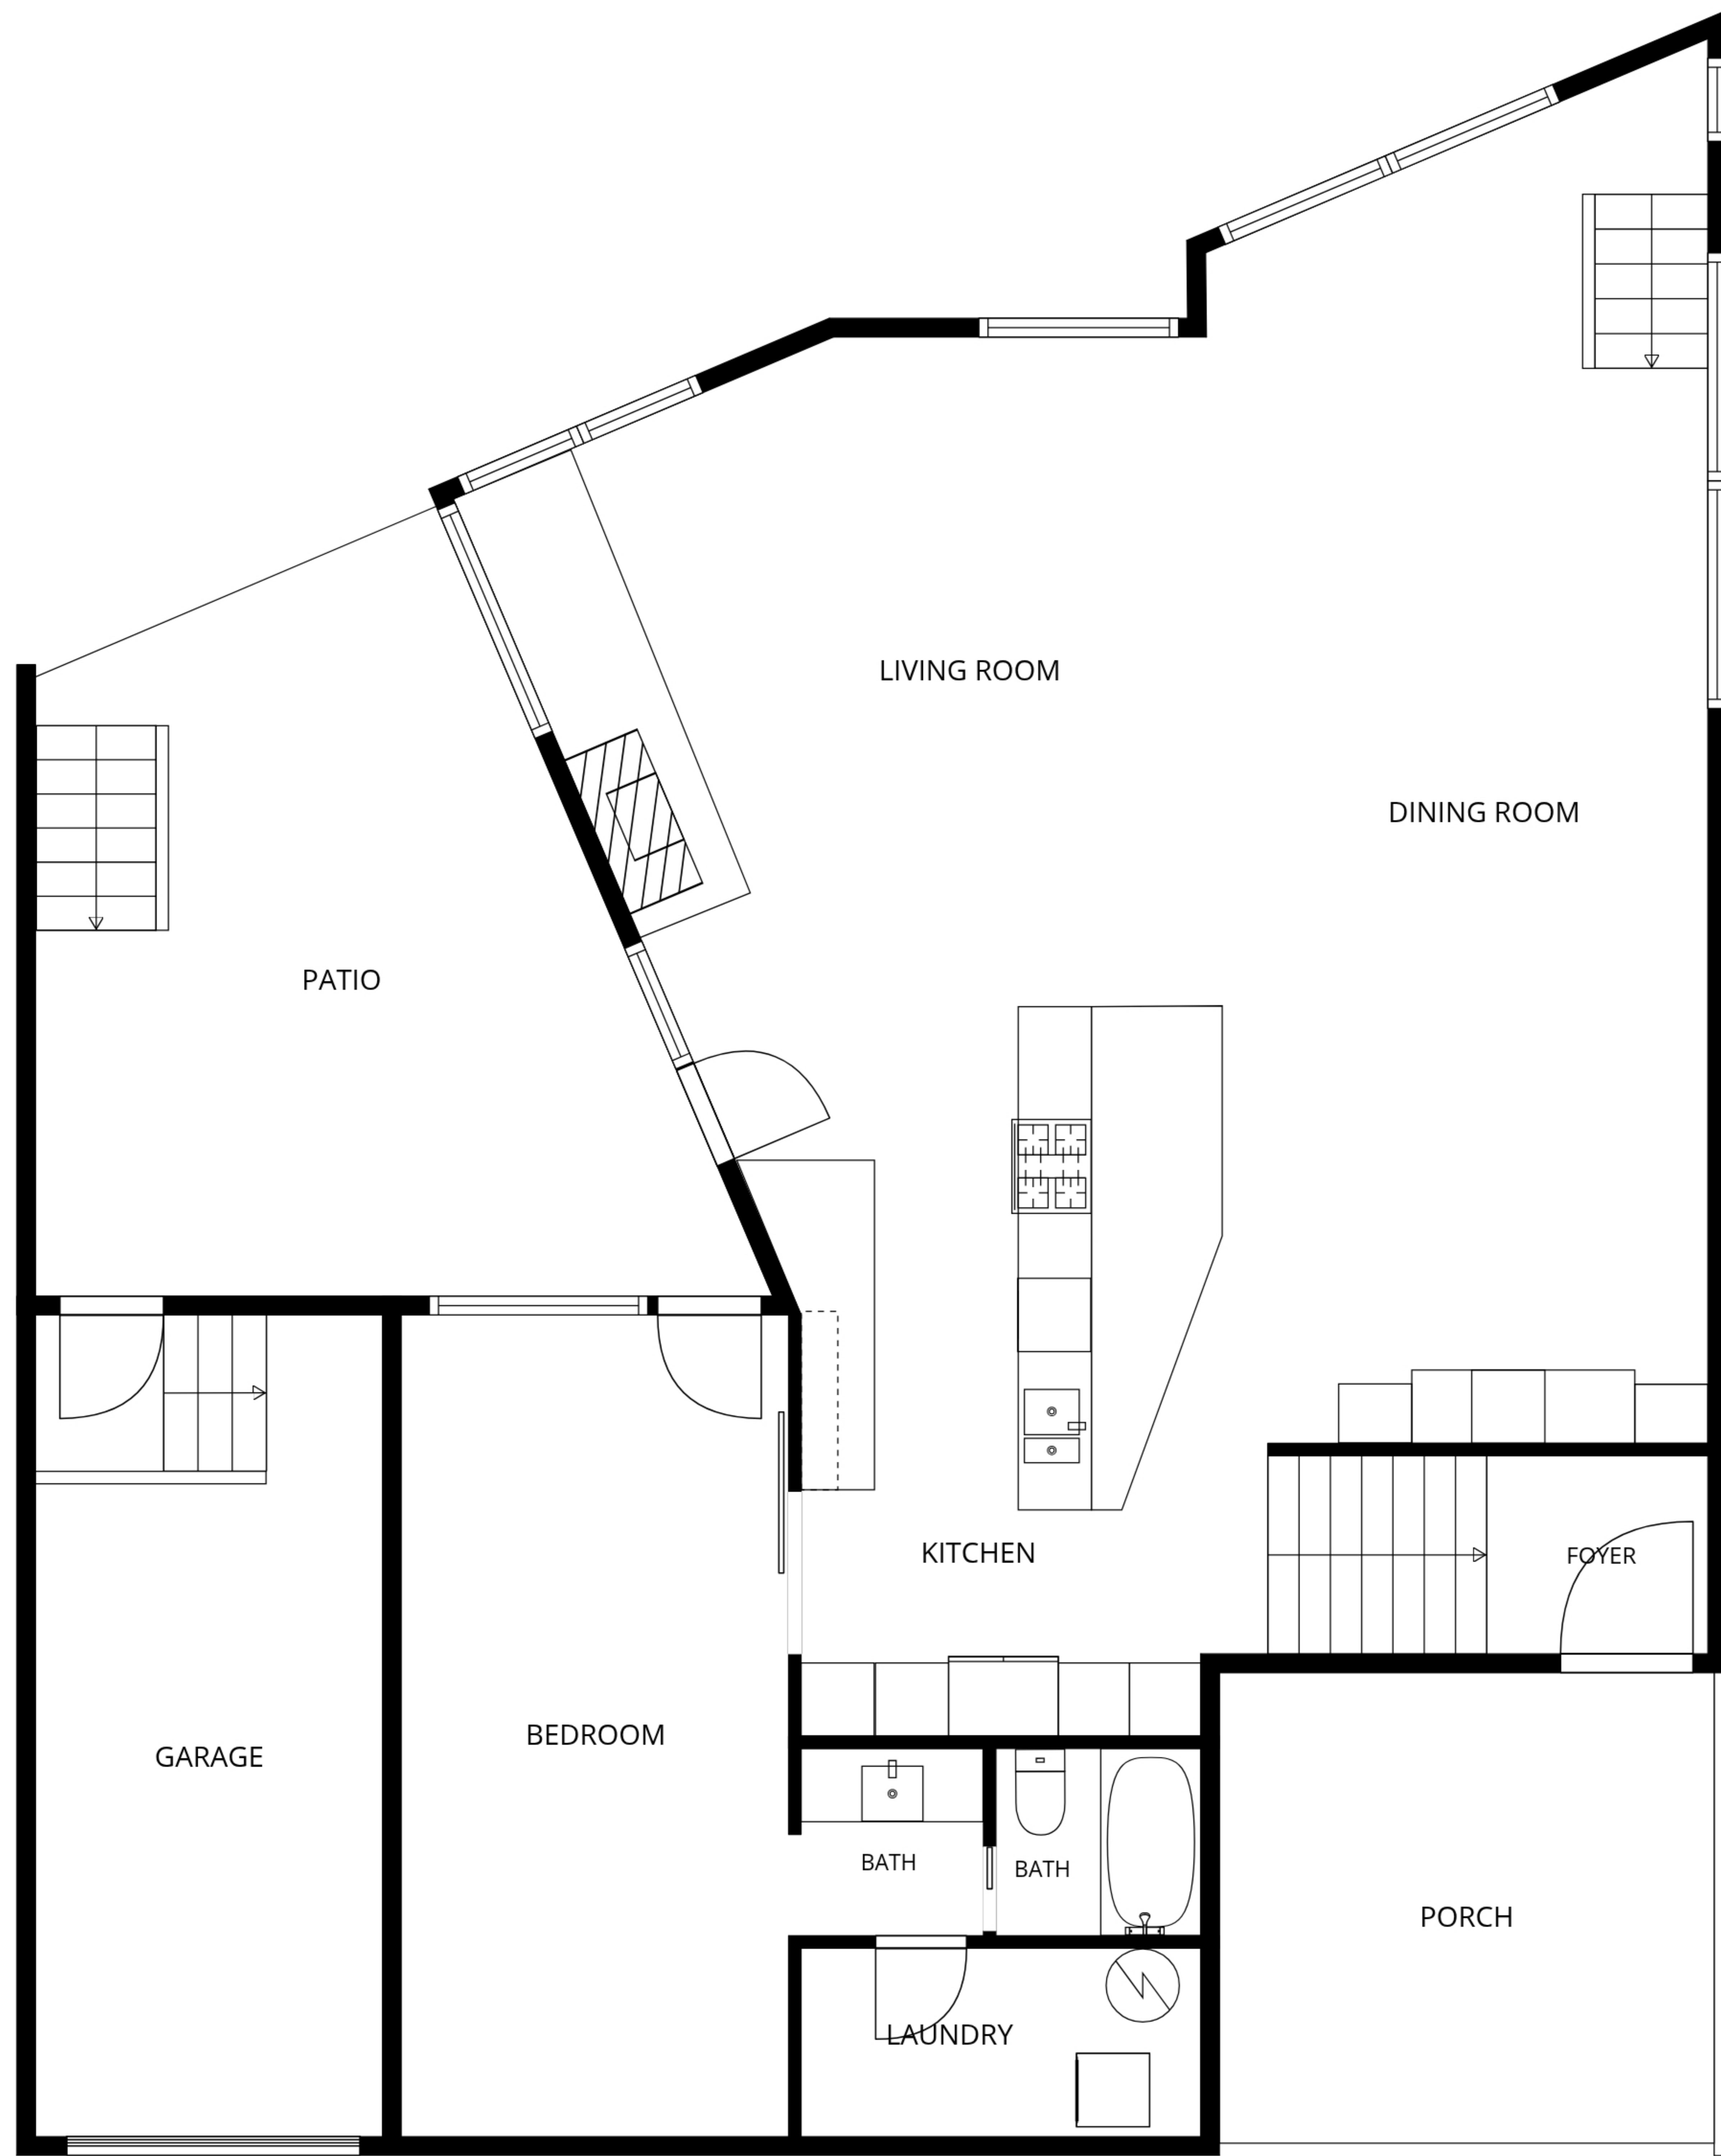 LIVING ROOM
DINING ROOM
PATIO
KITCHEN
FOYER
BEDROOM
GARAGE
BATH
BATH
PORCH
LAUNDRY